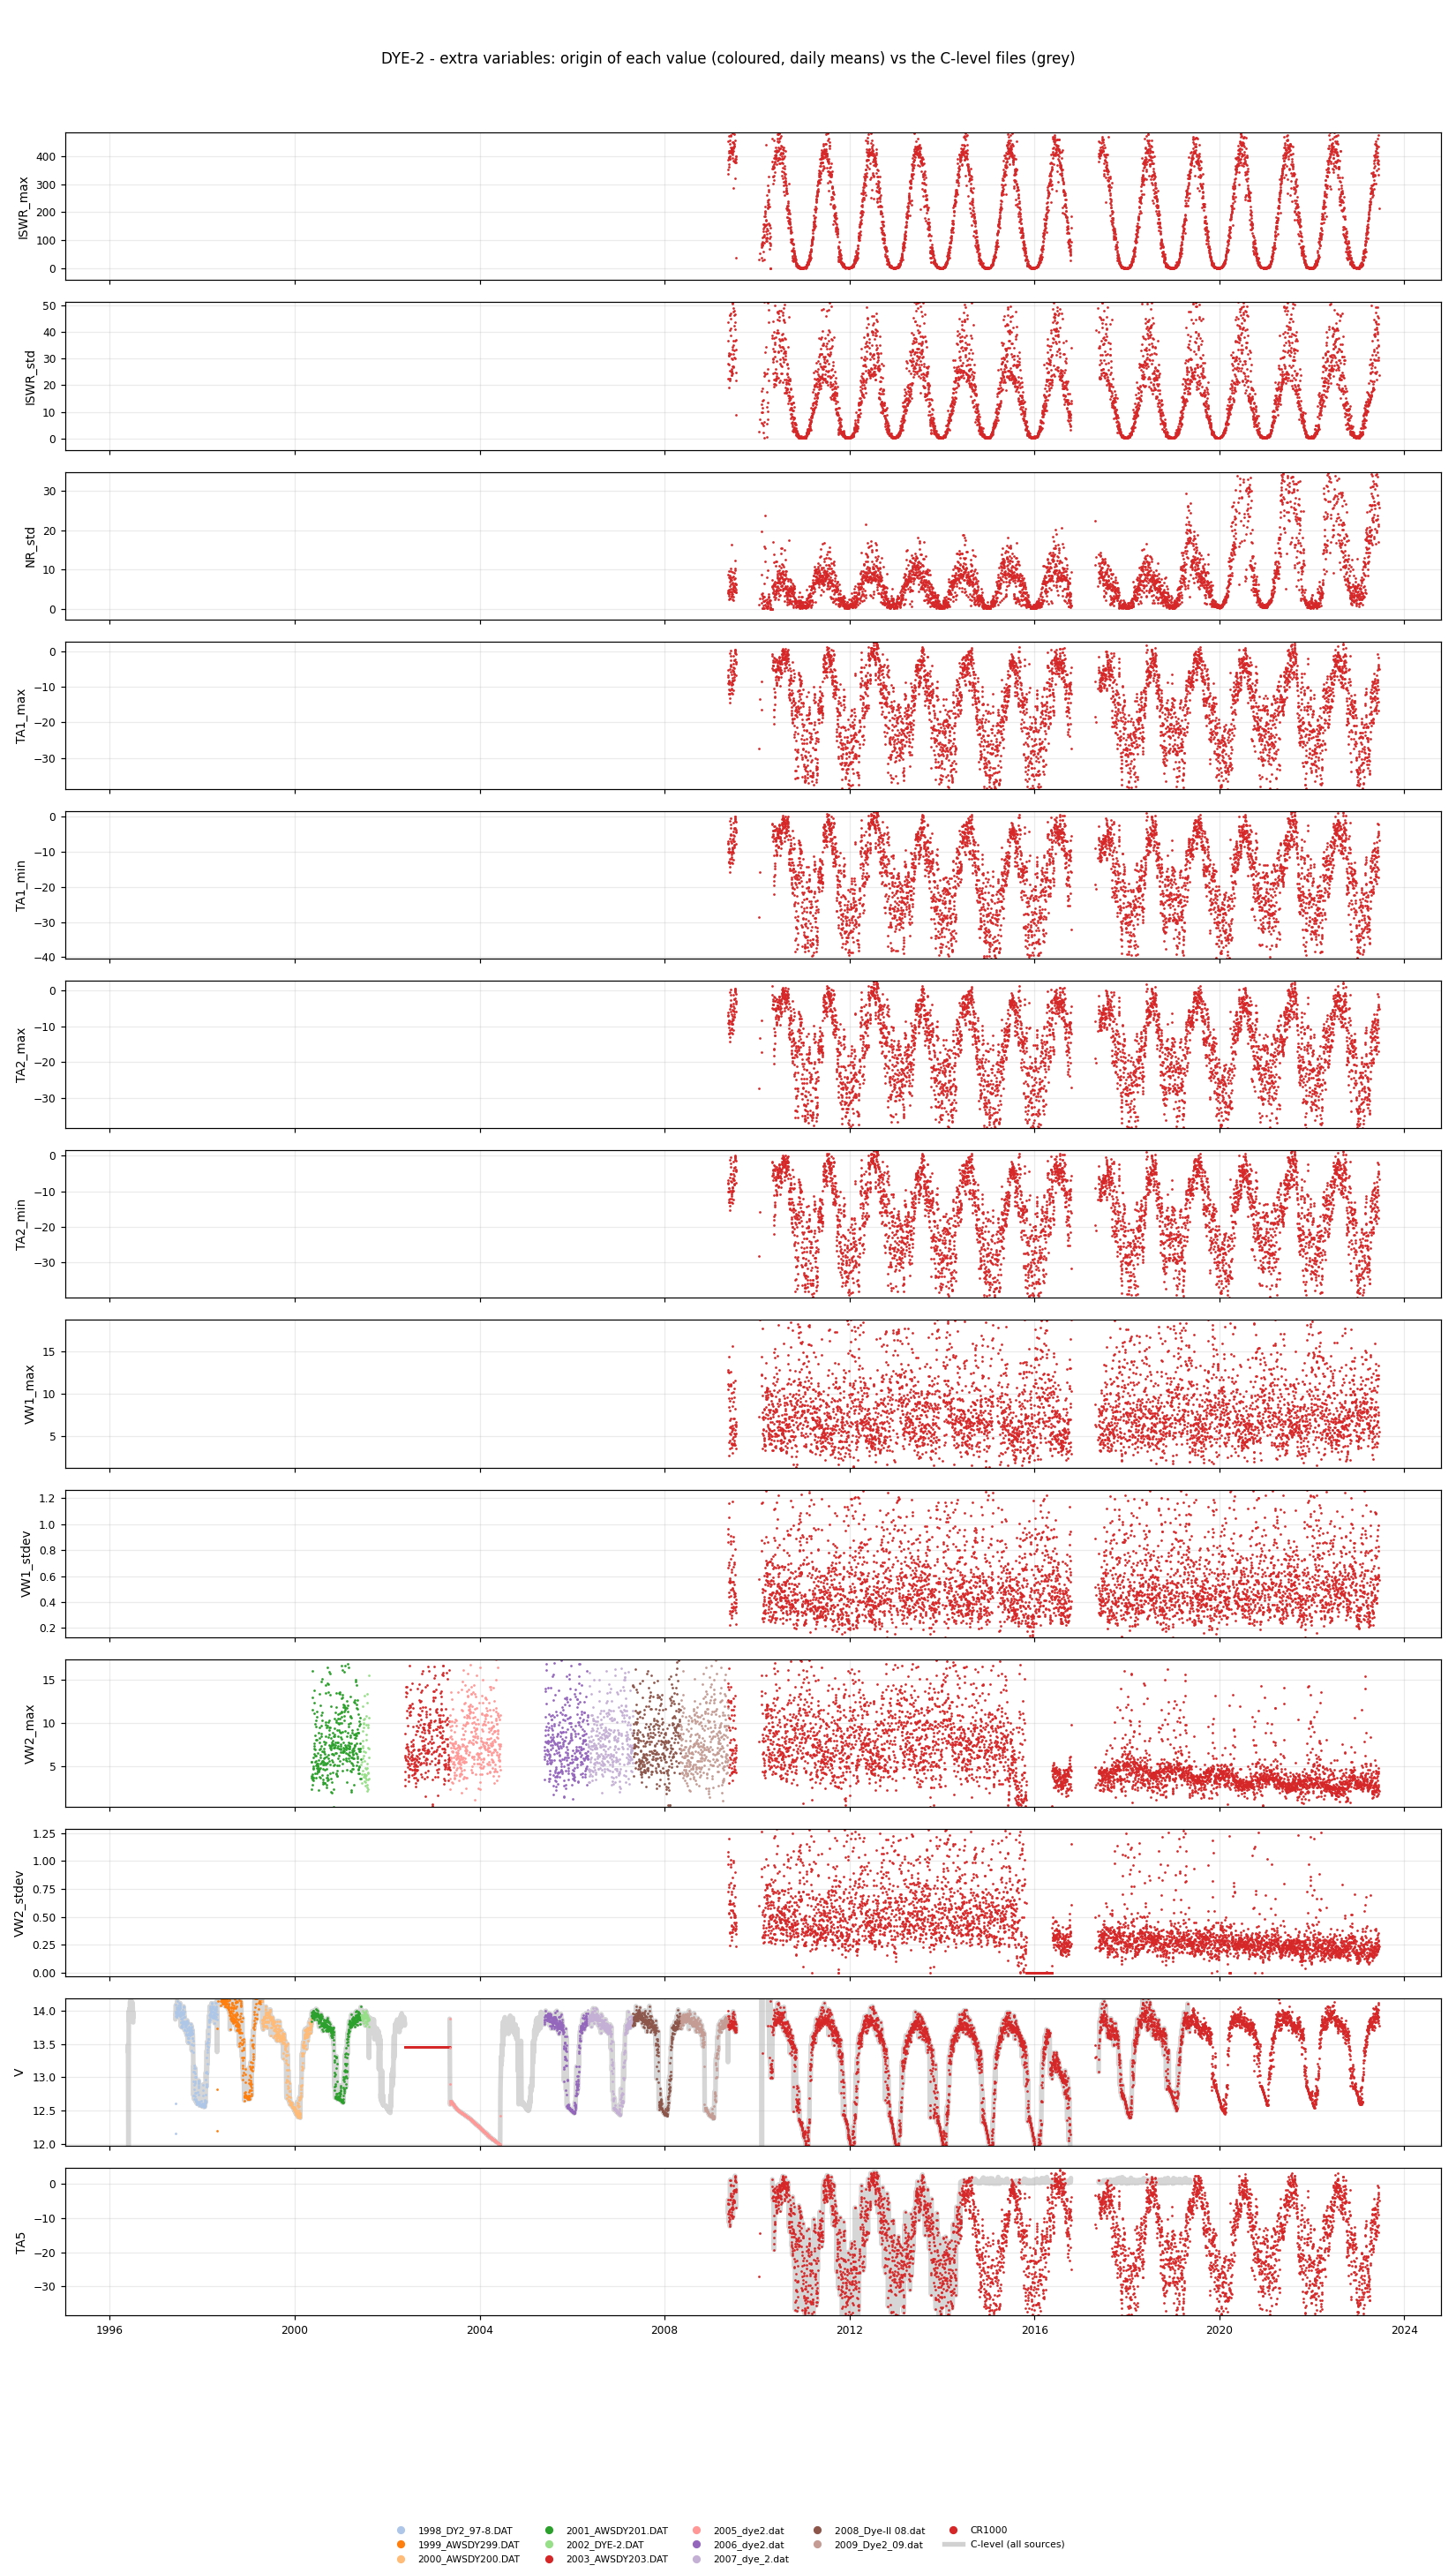 DYE-2 - extra variables: origin of each value (coloured, daily means) vs the C-level files (grey)
ISWR_max
400
300
200
100
0
ISWR_std
50
40
30
20
10
0
NR_std
30
20
10
0
TA1_max
0
−10
−20
−30
TA1_min
0
−10
−20
−30
−40
TA2_max
0
−10
−20
−30
TA2_min
0
−10
−20
−30
VW1_max
15
10
5
VW1_stdev
1.2
1.0
0.8
0.6
0.4
0.2
VW2_max
15
10
5
VW2_stdev
1.25
1.00
0.75
0.50
0.25
0.00
V
14.0
13.5
13.0
12.5
12.0
TA5
0
−10
−20
−30
1996 2000 2004 2008 2012 2016 2020 2024
1998_DY2_97-8.DAT
1999_AWSDY299.DAT
2000_AWSDY200.DAT
2001_AWSDY201.DAT
2002_DYE-2.DAT
2003_AWSDY203.DAT
2005_dye2.dat
2006_dye2.dat
2007_dye_2.dat
2008_Dye-II 08.dat
2009_Dye2_09.dat
CR1000
C-level (all sources)